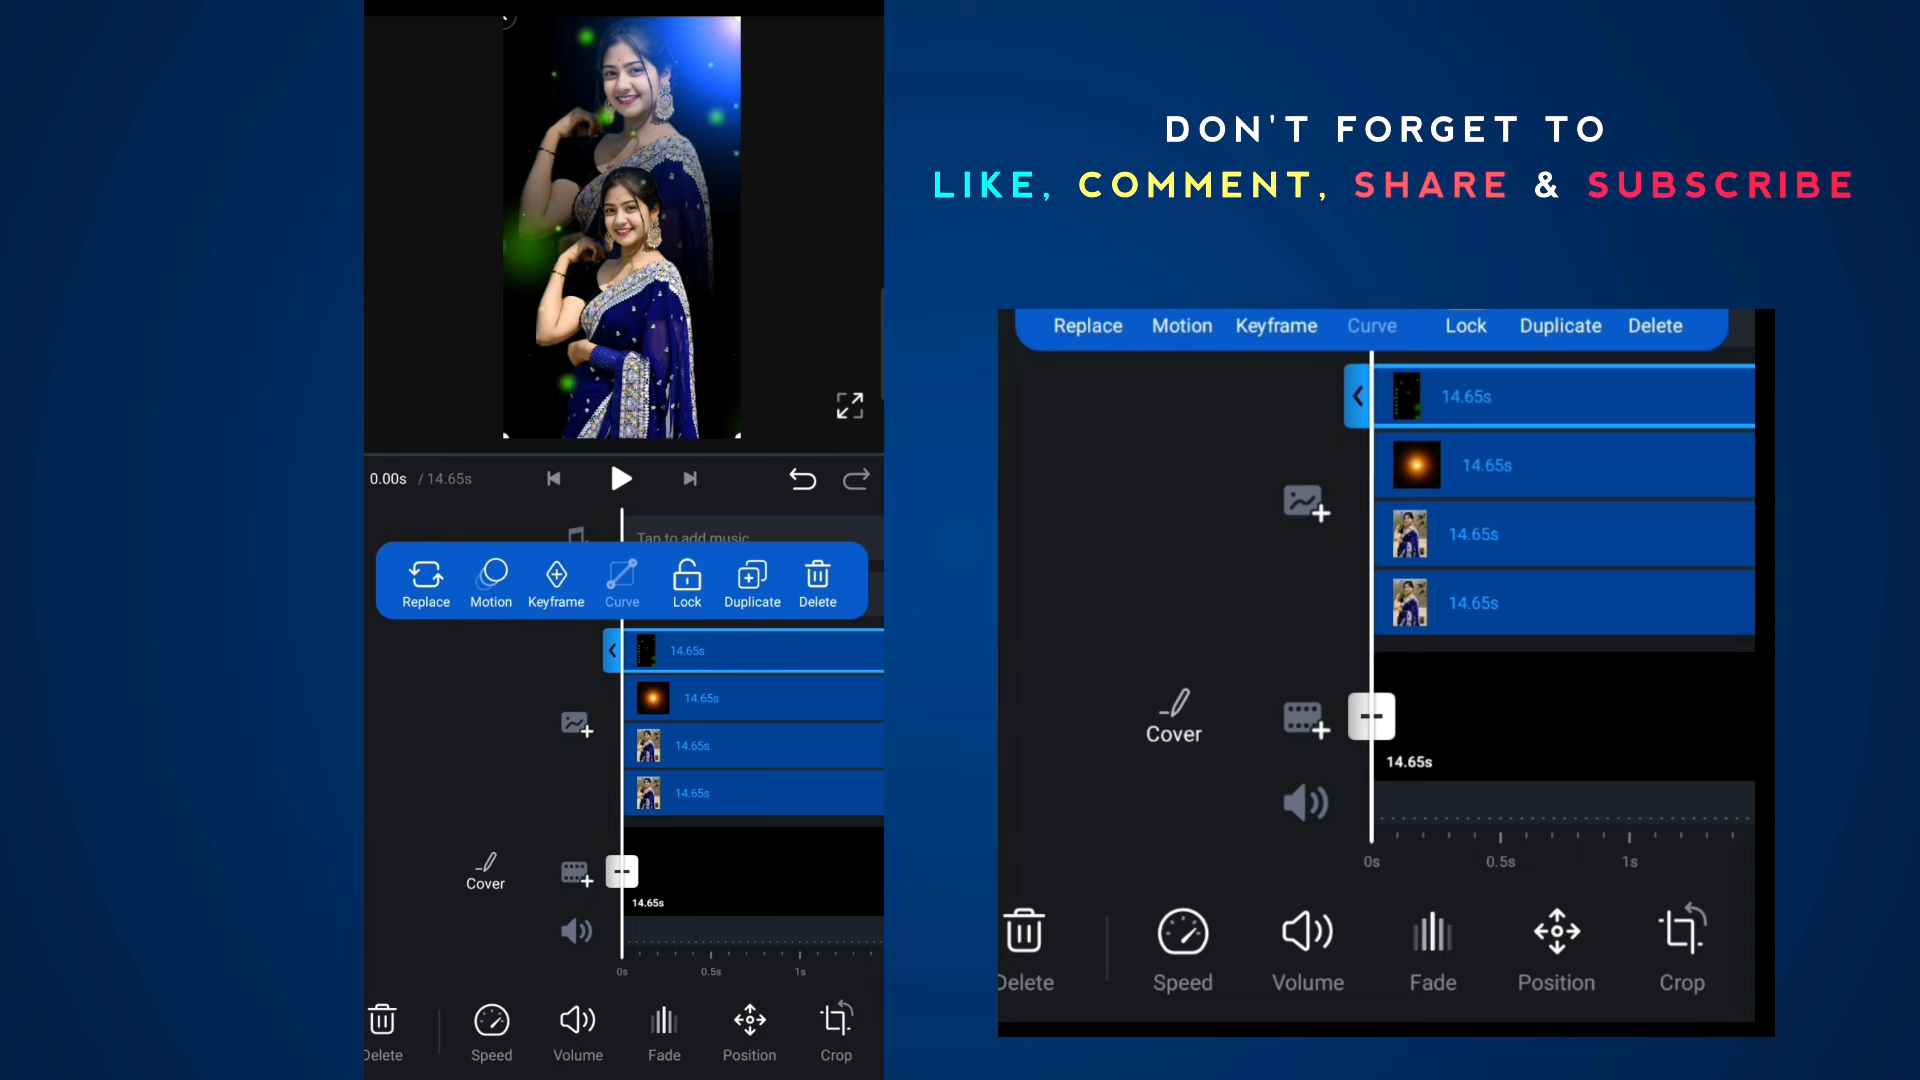 DON'T FORGET TO
LIKE, COMMENT, SHARE & SUBSCRIBE
0.00s / 14.65s
Tap to add music
Replace Motion Keyframe Curve Lock Duplicate Delete
14.65s
14.65s
14.65s
14.65s
Cover
14.65s
0s 0.5s 1s
Delete Speed Volume Fade Position Crop
Replace Motion Keyframe Curve Lock Duplicate Delete
14.65s
14.65s
14.65s
14.65s
Cover
14.65s
0s 0.5s 1s
Delete Speed Volume Fade Position Crop